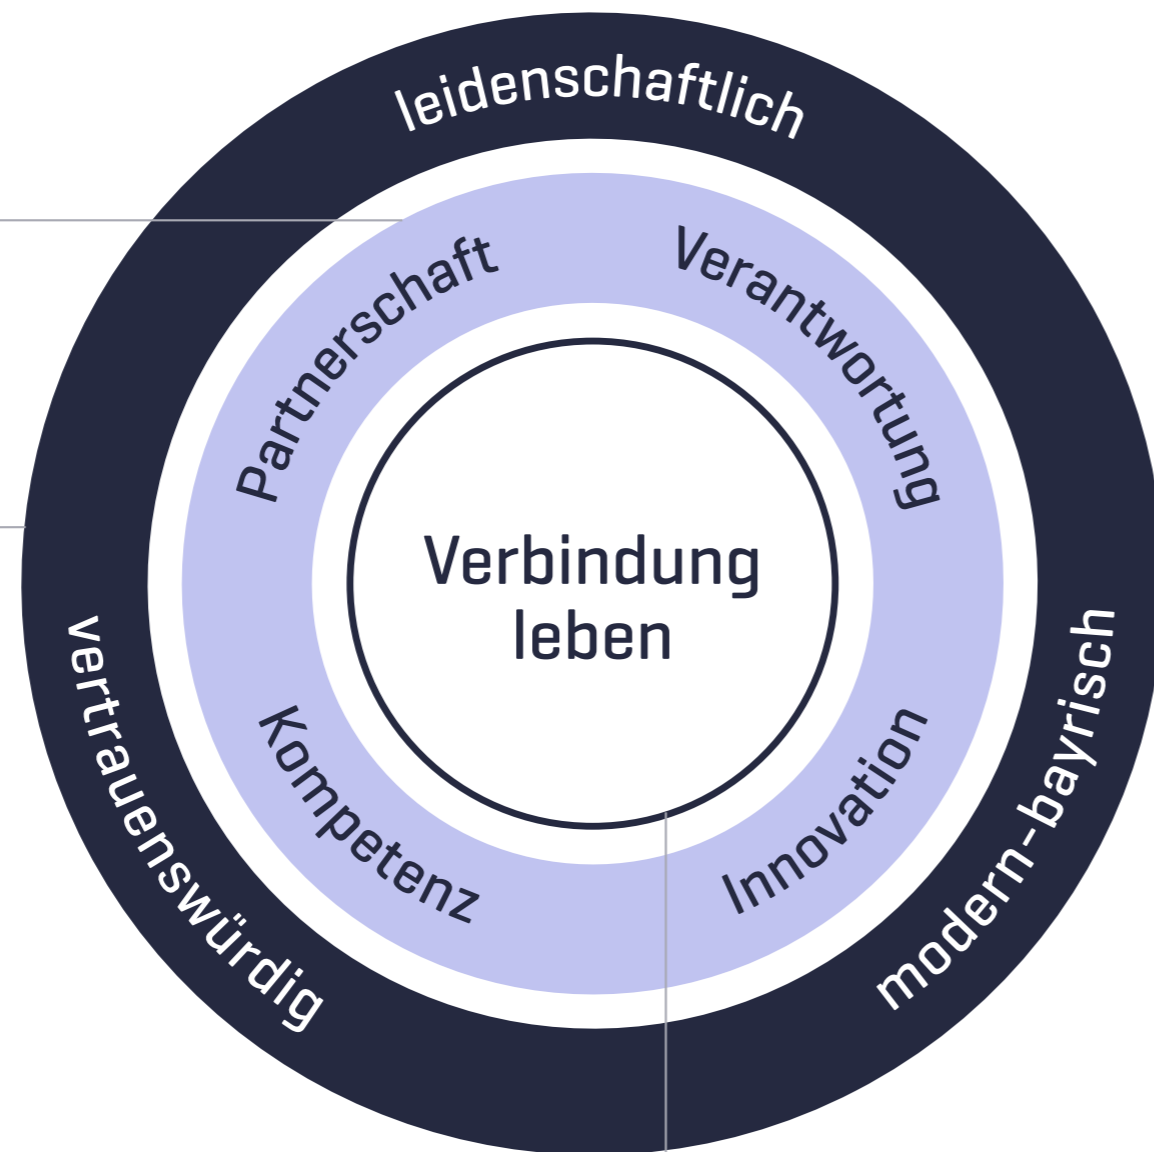 leidenschaftlich
Partnerschaft
Verantwortung
Verbindung
leben
vertrauenswürdig
Kompetenz
Innovation
modern-bayrisch